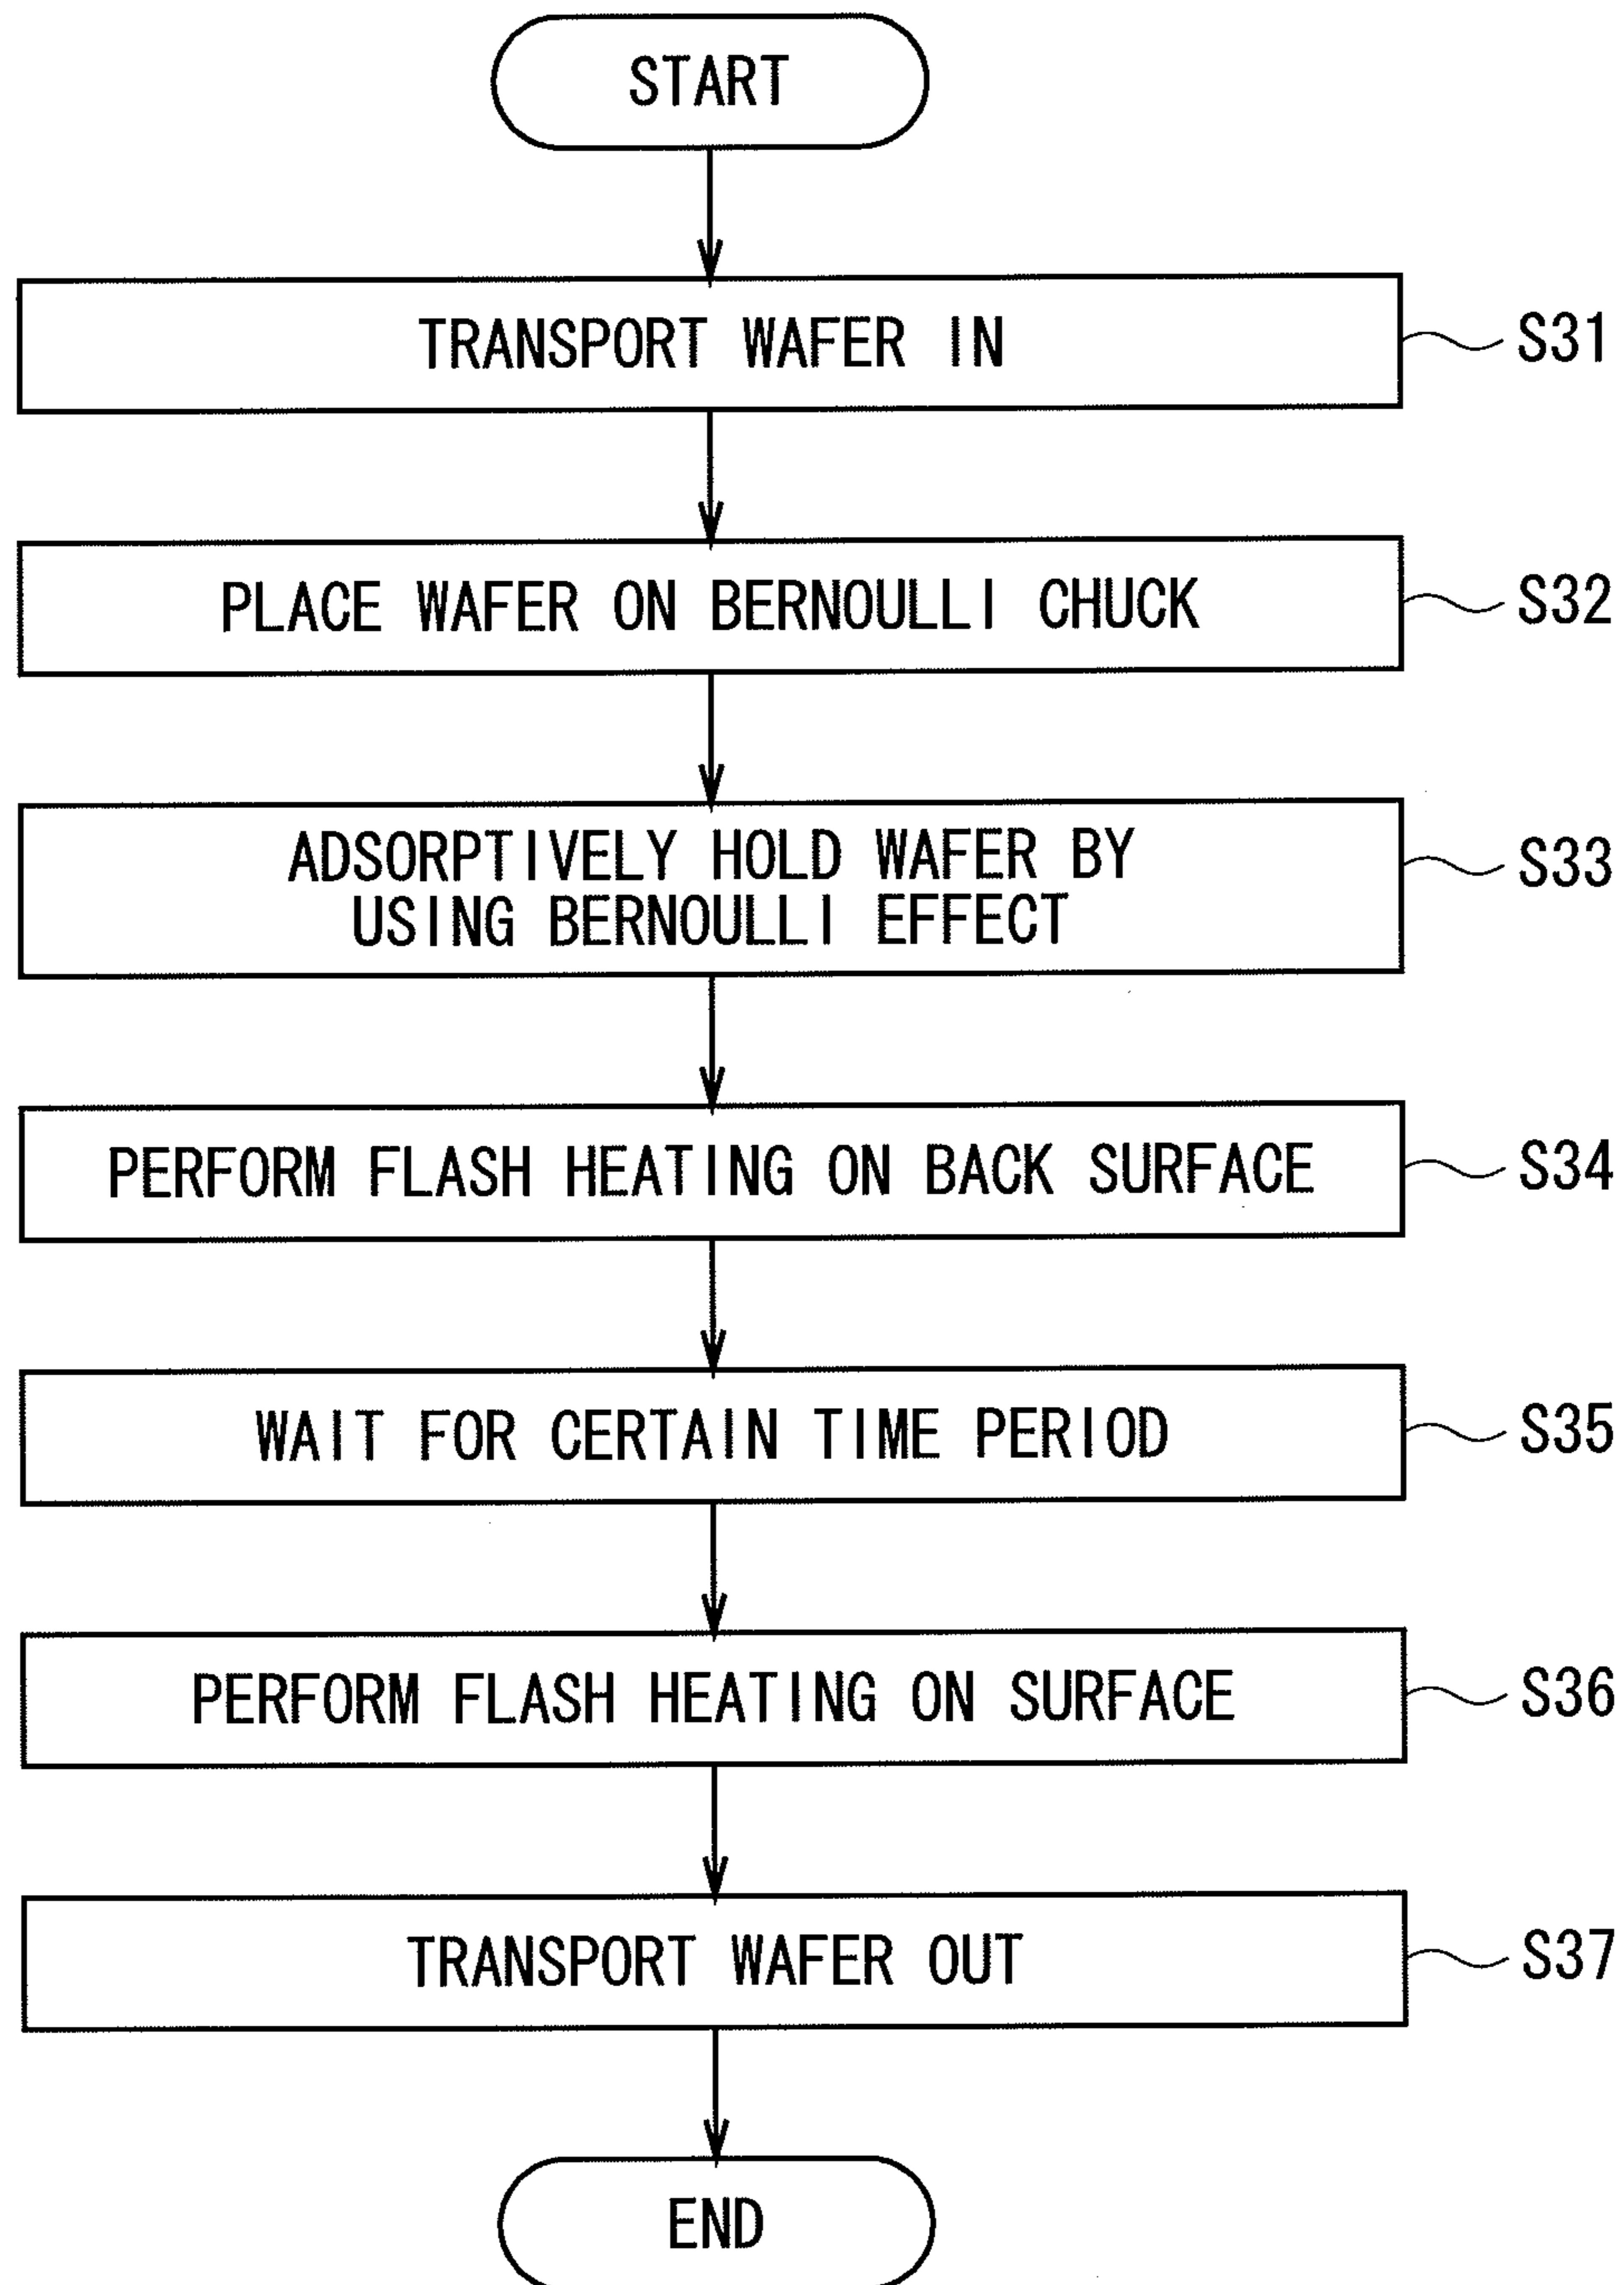 START
TRANSPORT WAFER IN
S31
PLACE WAFER ON BERNOULLI CHUCK
S32
ADSORPTIVELY HOLD WAFER BY
USING BERNOULLI EFFECT
S33
PERFORM FLASH HEATING ON BACK SURFACE
S34
WAIT FOR CERTAIN TIME PERIOD
S35
PERFORM FLASH HEATING ON SURFACE
S36
TRANSPORT WAFER OUT
S37
END